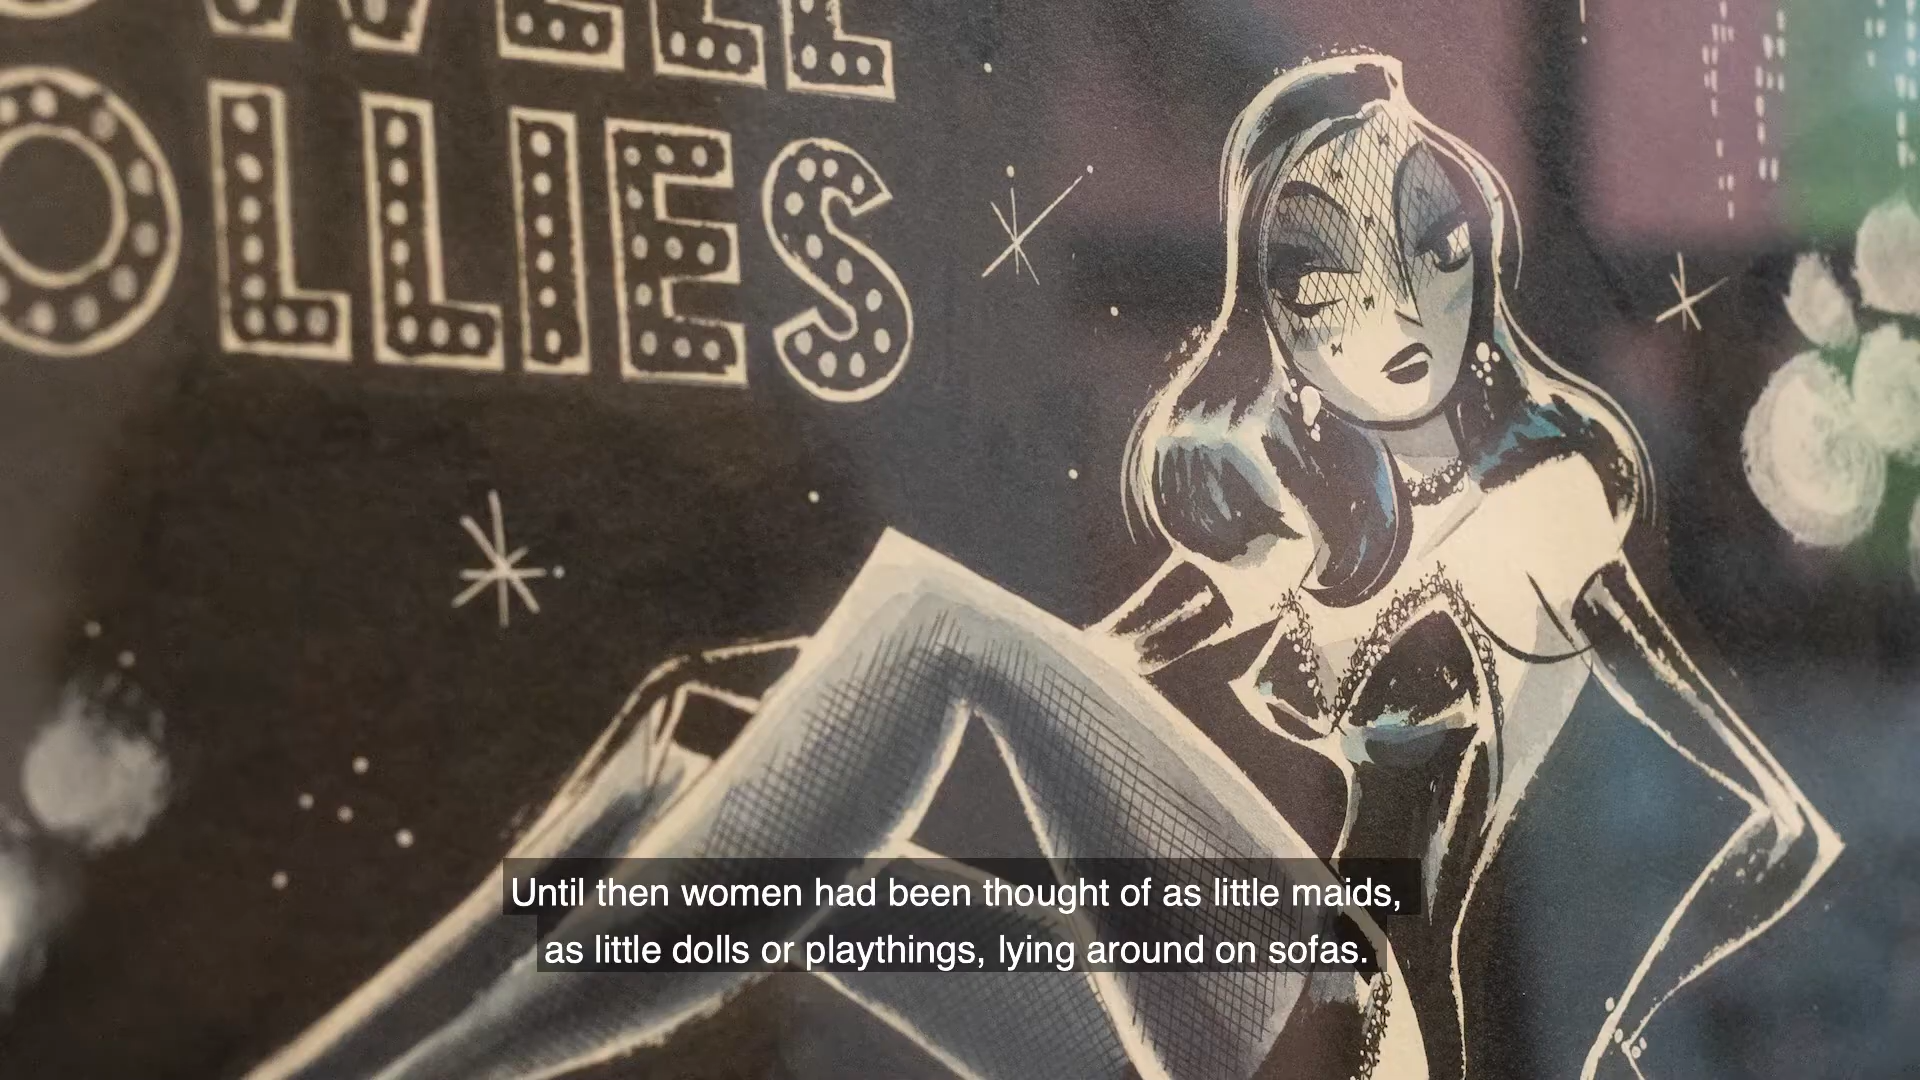 OLLIES
Until then women had been thought of as little maids,
as little dolls or playthings, lying around on sofas.